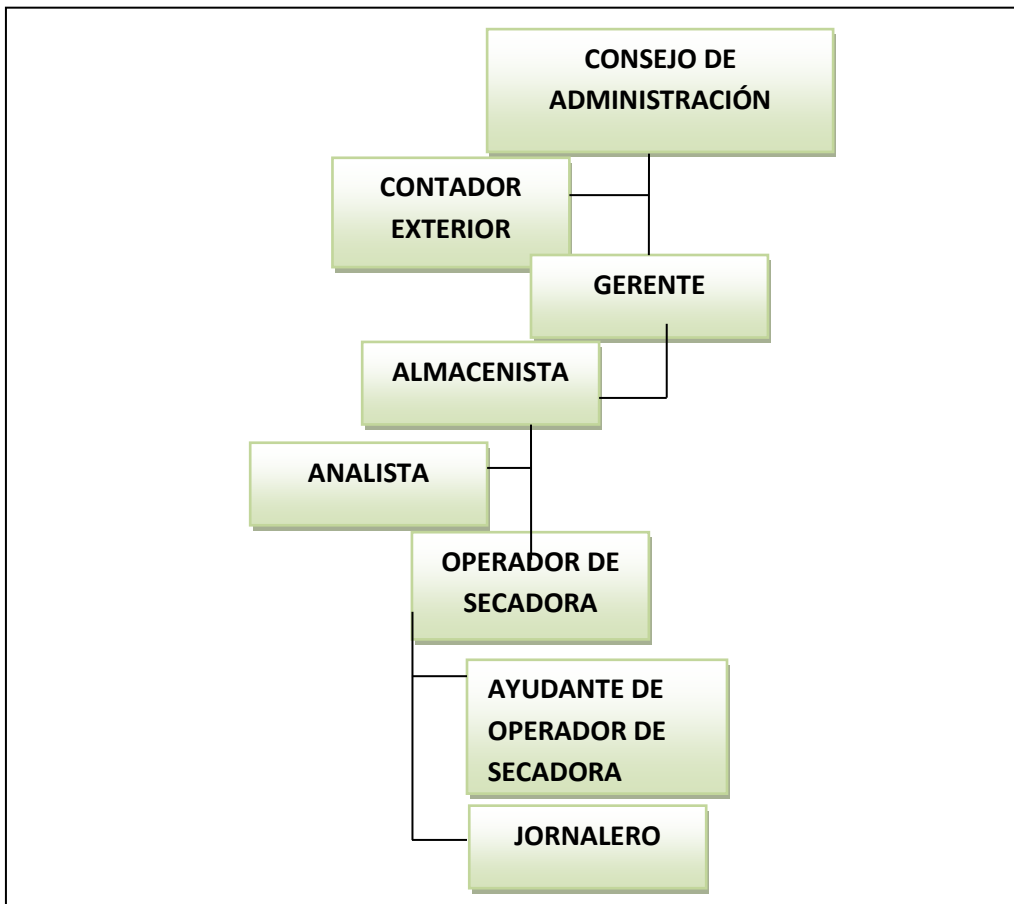 CONSEJO DE
ADMINISTRACIÓN
CONTADOR
EXTERIOR
GERENTE
ALMACENISTA
ANALISTA
OPERADOR DE
SECADORA
AYUDANTE DE
OPERADOR DE
SECADORA
JORNALERO